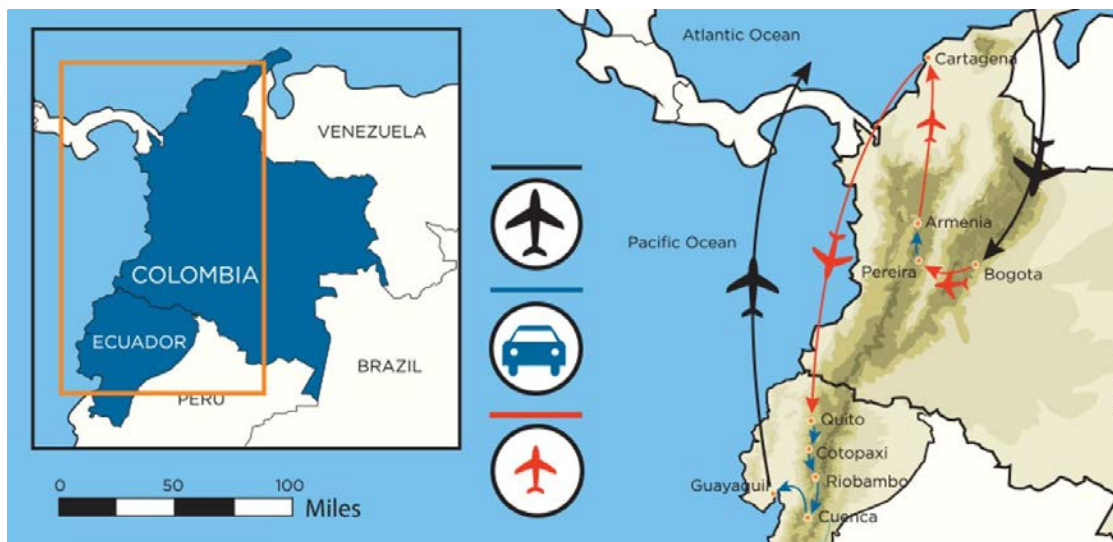 VENEZUELA
COLOMBIA
ECUADOR
BRAZIL
PERU
0 50 100
Miles
Atlantic Ocean
Cartagena
Armenia
Pacific Ocean
Pereira
Bogota
Quito
Cotopaxi
Guayaquil
Riobambo
Cuenca